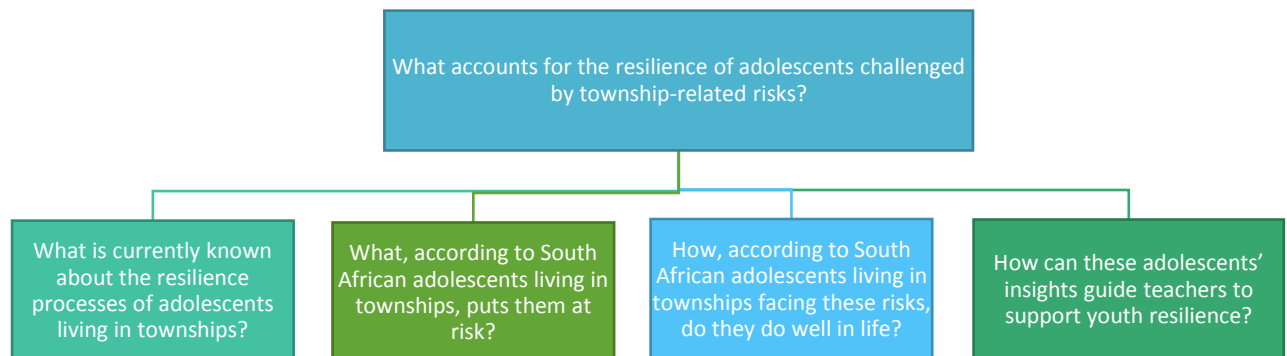 What accounts for the resilience of adolescents challenged
by township-related risks?
What is currently known
about the resilience
processes of adolescents
living in townships?
What, according to South
African adolescents living in
townships, puts them at
risk?
How, according to South
African adolescents living in
townships facing these risks,
do they do well in life?
How can these adolescents’
insights guide teachers to
support youth resilience?